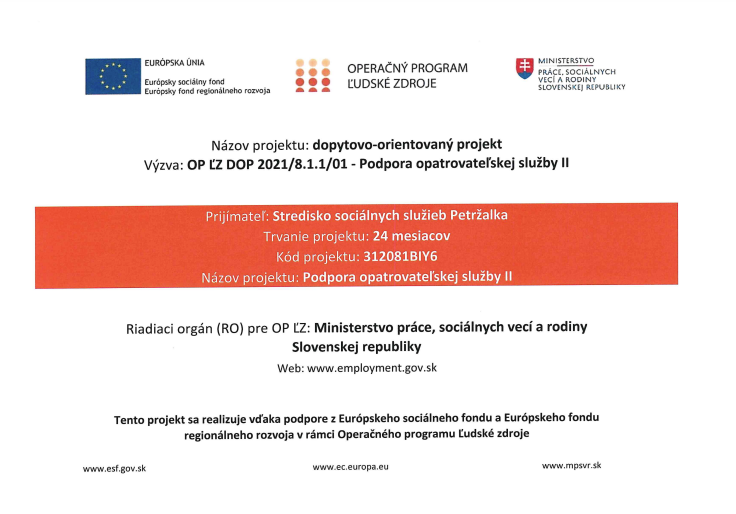 EURÓPSKA ÚNIA
Európsky sociálny fond
Európsky fond regionálneho rozvoja
OPERAČNÝ PROGRAM
ĽUDSKÉ ZDROJE
MINISTERSTVO
PRÁCE, SOCIÁLNYCH
VECÍ A RODINY
SLOVENSKEJ REPUBLIKY
Názov projektu: dopytovo-orientovaný projekt
Výzva: OP ĽZ DOP 2021/8.1.1/01 - Podpora opatrovateľskej služby II
Prijímateľ: Stredisko sociálnych služieb Petržalka
Trvanie projektu: 24 mesiacov
Kód projektu: 312081BIY6
Názov projektu: Podpora opatrovateľskej služby II
Riadiaci orgán (RO) pre OP ĽZ: Ministerstvo práce, sociálnych vecí a rodiny
Slovenskej republiky
Web: www.employment.gov.sk
Tento projekt sa realizuje vďaka podpore z Európskeho sociálneho fondu a Európskeho fondu
regionálneho rozvoja v rámci Operačného programu Ľudské zdroje
www.esf.gov.sk
www.ec.europa.eu
www.mpsvr.sk